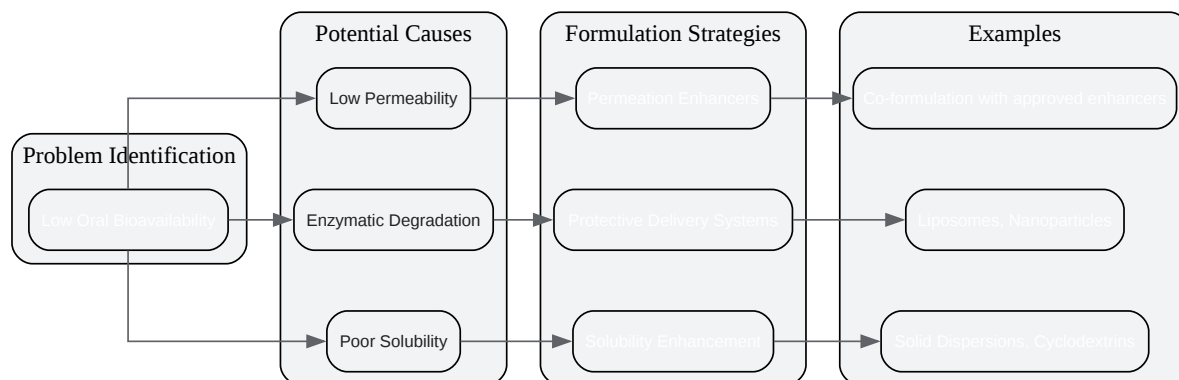 Potential Causes
Formulation Strategies
Examples
Low Permeability
Permeation Enhancers
Co-formulation with approved enhancers
Problem Identification
Low Oral Bioavailability
Enzymatic Degradation
Protective Delivery Systems
Liposomes, Nanoparticles
Poor Solubility
Solubility Enhancement
Solid Dispersions, Cyclodextrins